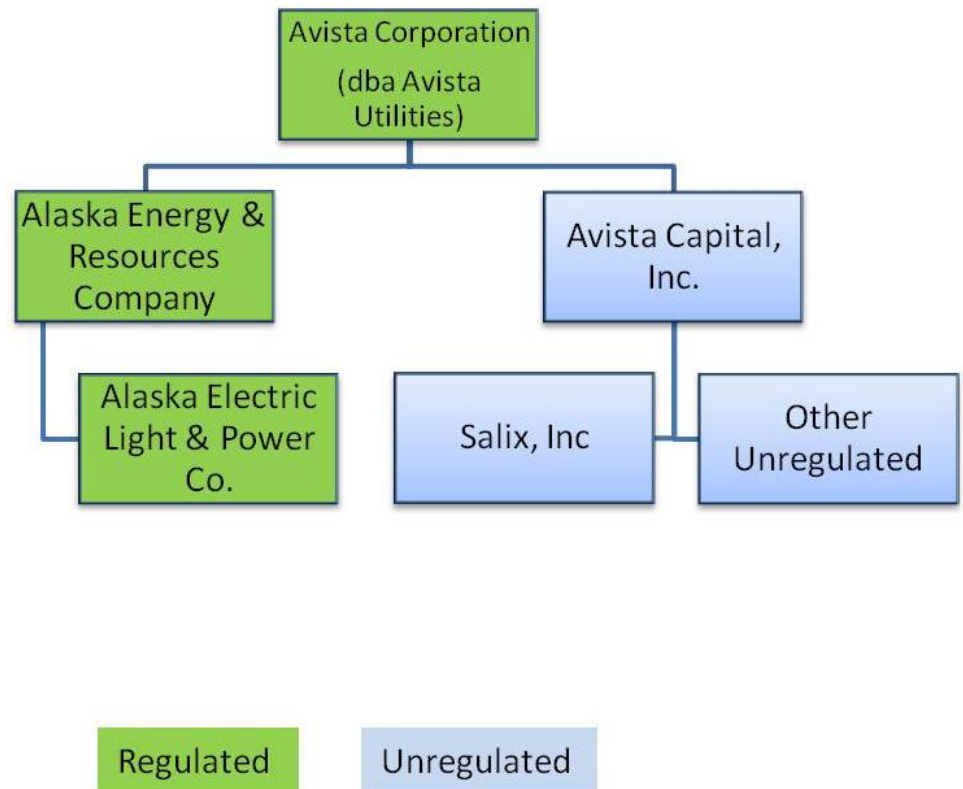 Avista Corporation
(dba Avista
Utilities)
Alaska Energy &
Resources
Company
Avista Capital,
Inc.
Alaska Electric
Light & Power
Co.
Salix, Inc
Other
Unregulated
Regulated
Unregulated